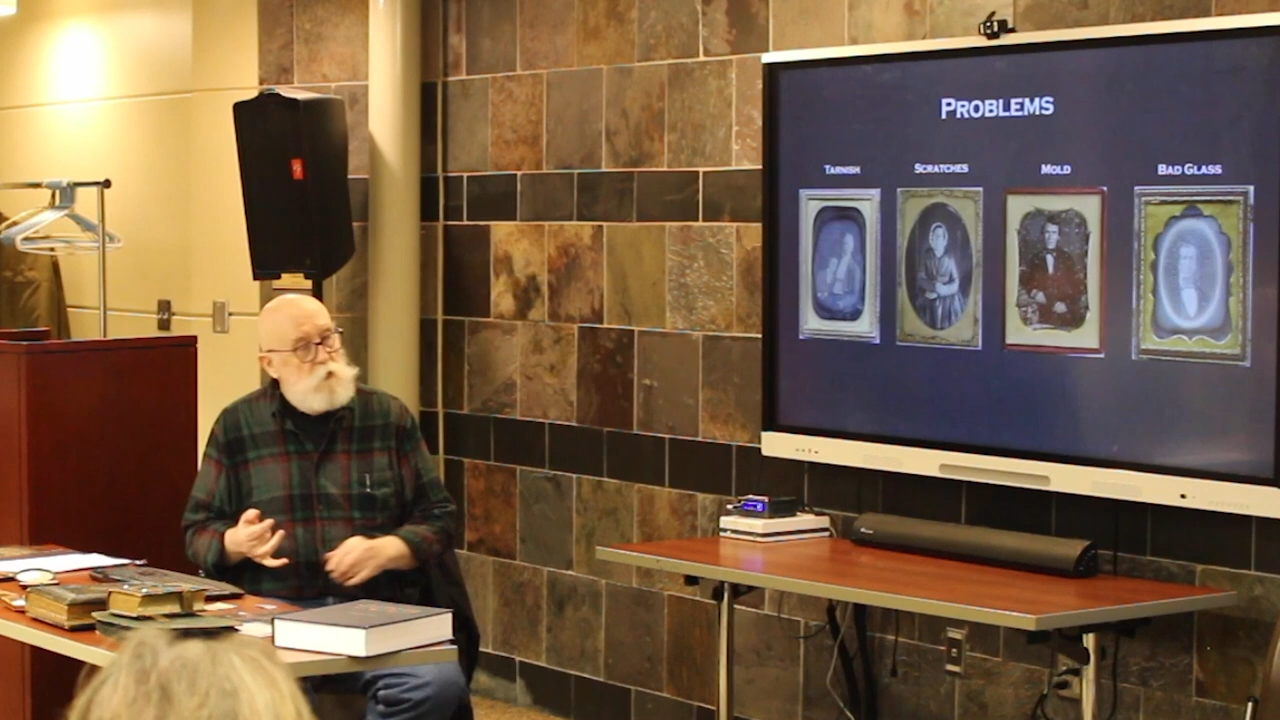 PROBLEMS
TARNISH
SCRATCHES
MOLD
BAD GLASS